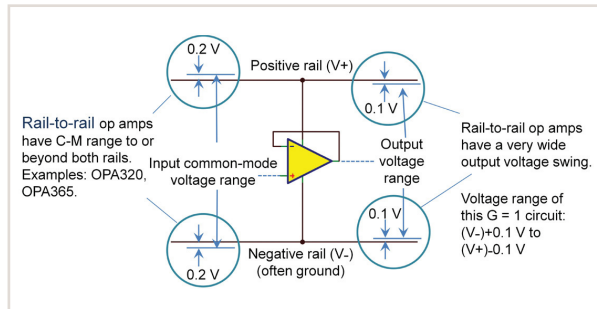 0.2 V
Positive rail (V+)
0.1 V
Rail-to-rail op amps
have C-M range to or
beyond both rails.
Examples: OPA320,
OPA365.
Input common-mode
voltage range
-
+
Output
voltage
range
Rail-to-rail op amps
have a very wide
output voltage swing.
Voltage range of
this G = 1 circuit:
(V-)+0.1 V to
(V+)-0.1 V
0.1 V
Negative rail (V-)
(often ground)
0.2 V